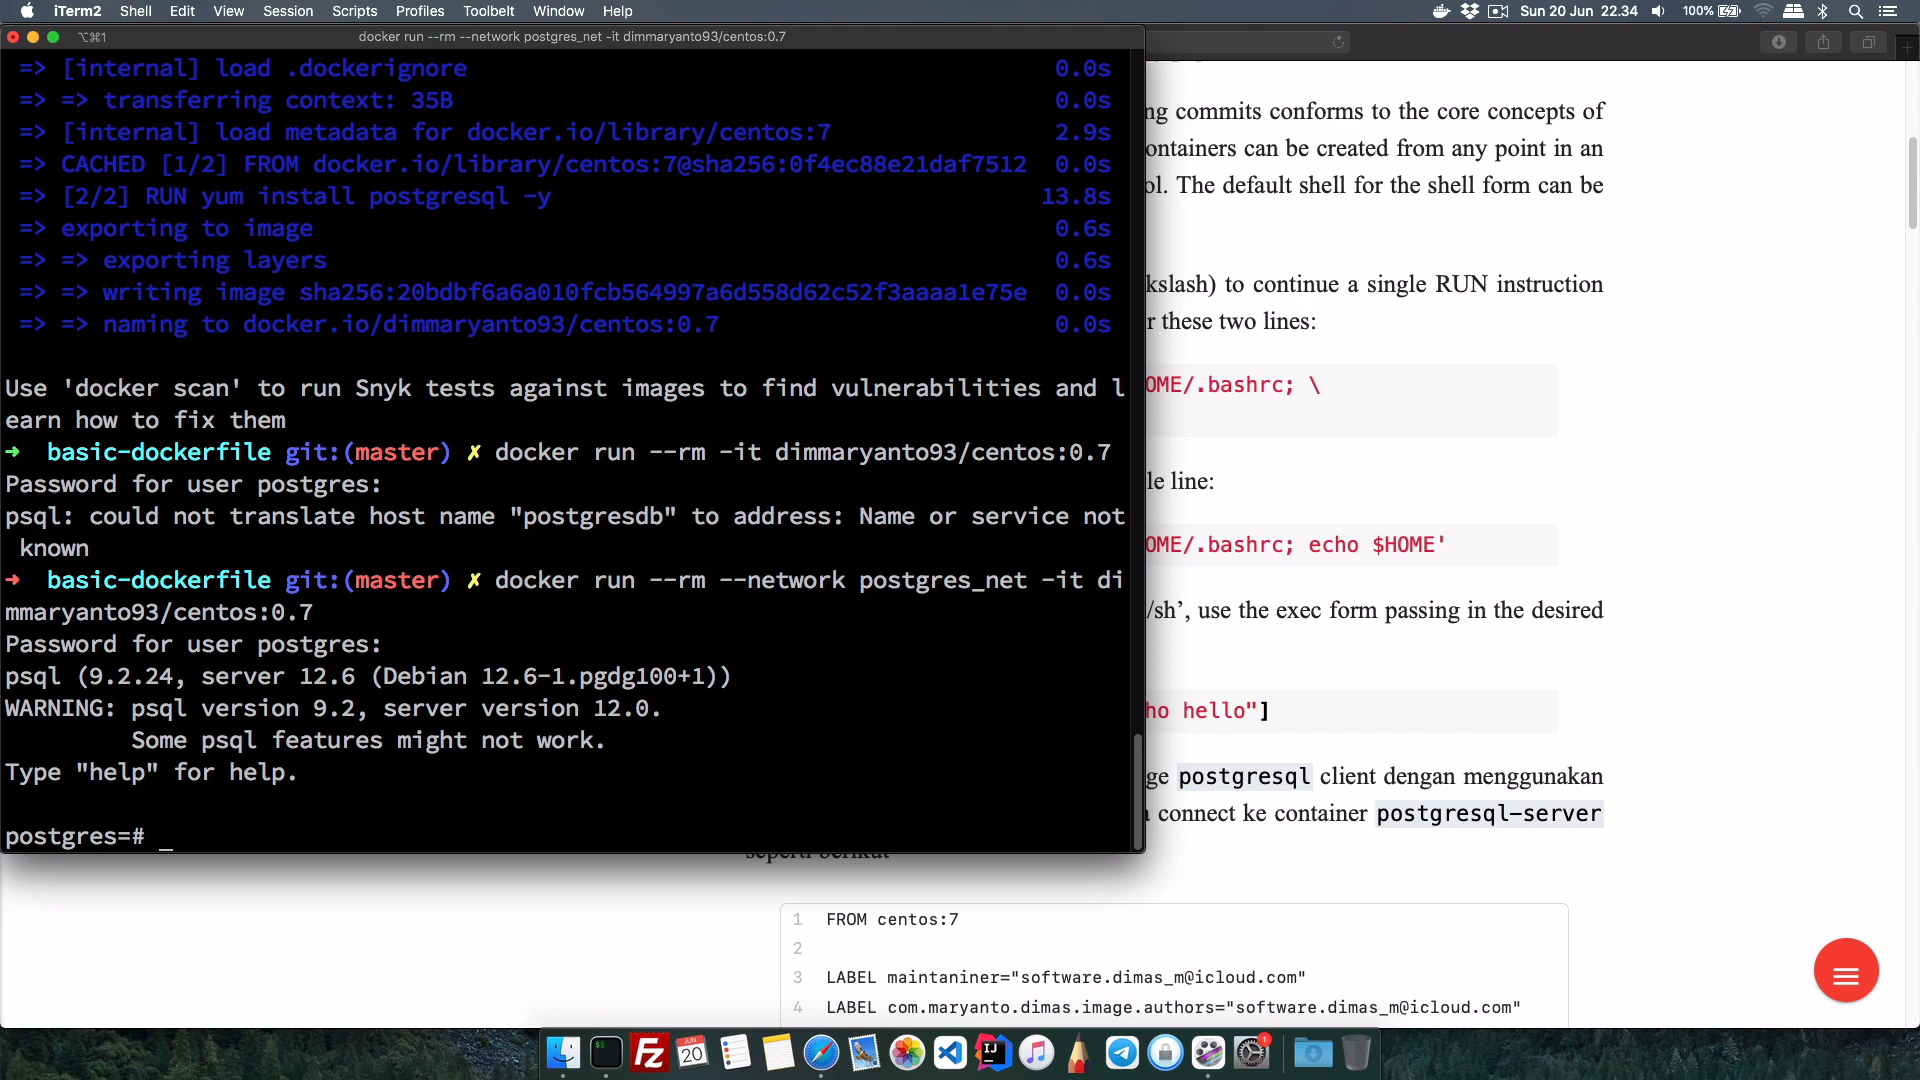 iTerm2 Shell Edit View Session Scripts Profiles Toolbelt Window Help
100% Sun 20 Jun 22.34
⌥⌘1 docker run --rm --network postgres_net -it dimmaryanto93/centos:0.7
=> [internal] load .dockerignore 0.0s
=> => transferring context: 35B 0.0s
=> [internal] load metadata for docker.io/library/centos:7 2.9s
=> CACHED [1/2] FROM docker.io/library/centos:7@sha256:0f4ec88e21daf7512 0.0s
=> [2/2] RUN yum install postgresql -y 13.8s
=> exporting to image 0.6s
=> => exporting layers 0.6s
=> => writing image sha256:20bdbf6a6a010fcb564997a6d558d62c52f3aaaa1e75e 0.0s
=> => naming to docker.io/dimmaryanto93/centos:0.7 0.0s
Use 'docker scan' to run Snyk tests against images to find vulnerabilities and l
earn how to fix them
➜ basic-dockerfile git:(master) ✗ docker run --rm -it dimmaryanto93/centos:0.7
Password for user postgres:
psql: could not translate host name "postgresdb" to address: Name or service not
known
➜ basic-dockerfile git:(master) ✗ docker run --rm --network postgres_net -it di
mmaryanto93/centos:0.7
Password for user postgres:
psql (9.2.24, server 12.6 (Debian 12.6-1.pgdg100+1))
WARNING: psql version 9.2, server version 12.0.
Some psql features might not work.
Type "help" for help.
postgres=# _
ng commits conforms to the core concepts of
ontainers can be created from any point in an
ol. The default shell for the shell form can be
kslash) to continue a single RUN instruction
r these two lines:
OME/.bashrc; \
le line:
OME/.bashrc; echo $HOME'
/sh’, use the exec form passing in the desired
ho hello"]
ge postgresql client dengan menggunakan
connect ke container postgresql-server
seperti berikut
1 FROM centos:7
2
3 LABEL maintaniner="software.dimas_m@icloud.com"
4 LABEL com.maryanto.dimas.image.authors="software.dimas_m@icloud.com"
JUN
20
1